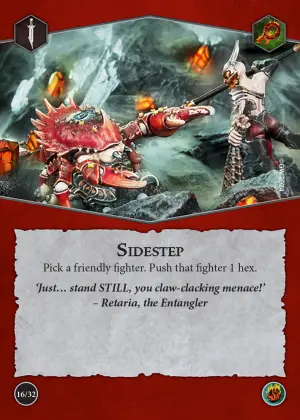 SIDESTEP
Pick a friendly fighter. Push that fighter 1 hex.
‘Just… stand STILL, you claw-clacking menace!’
– Retaria, the Entangler
16/32